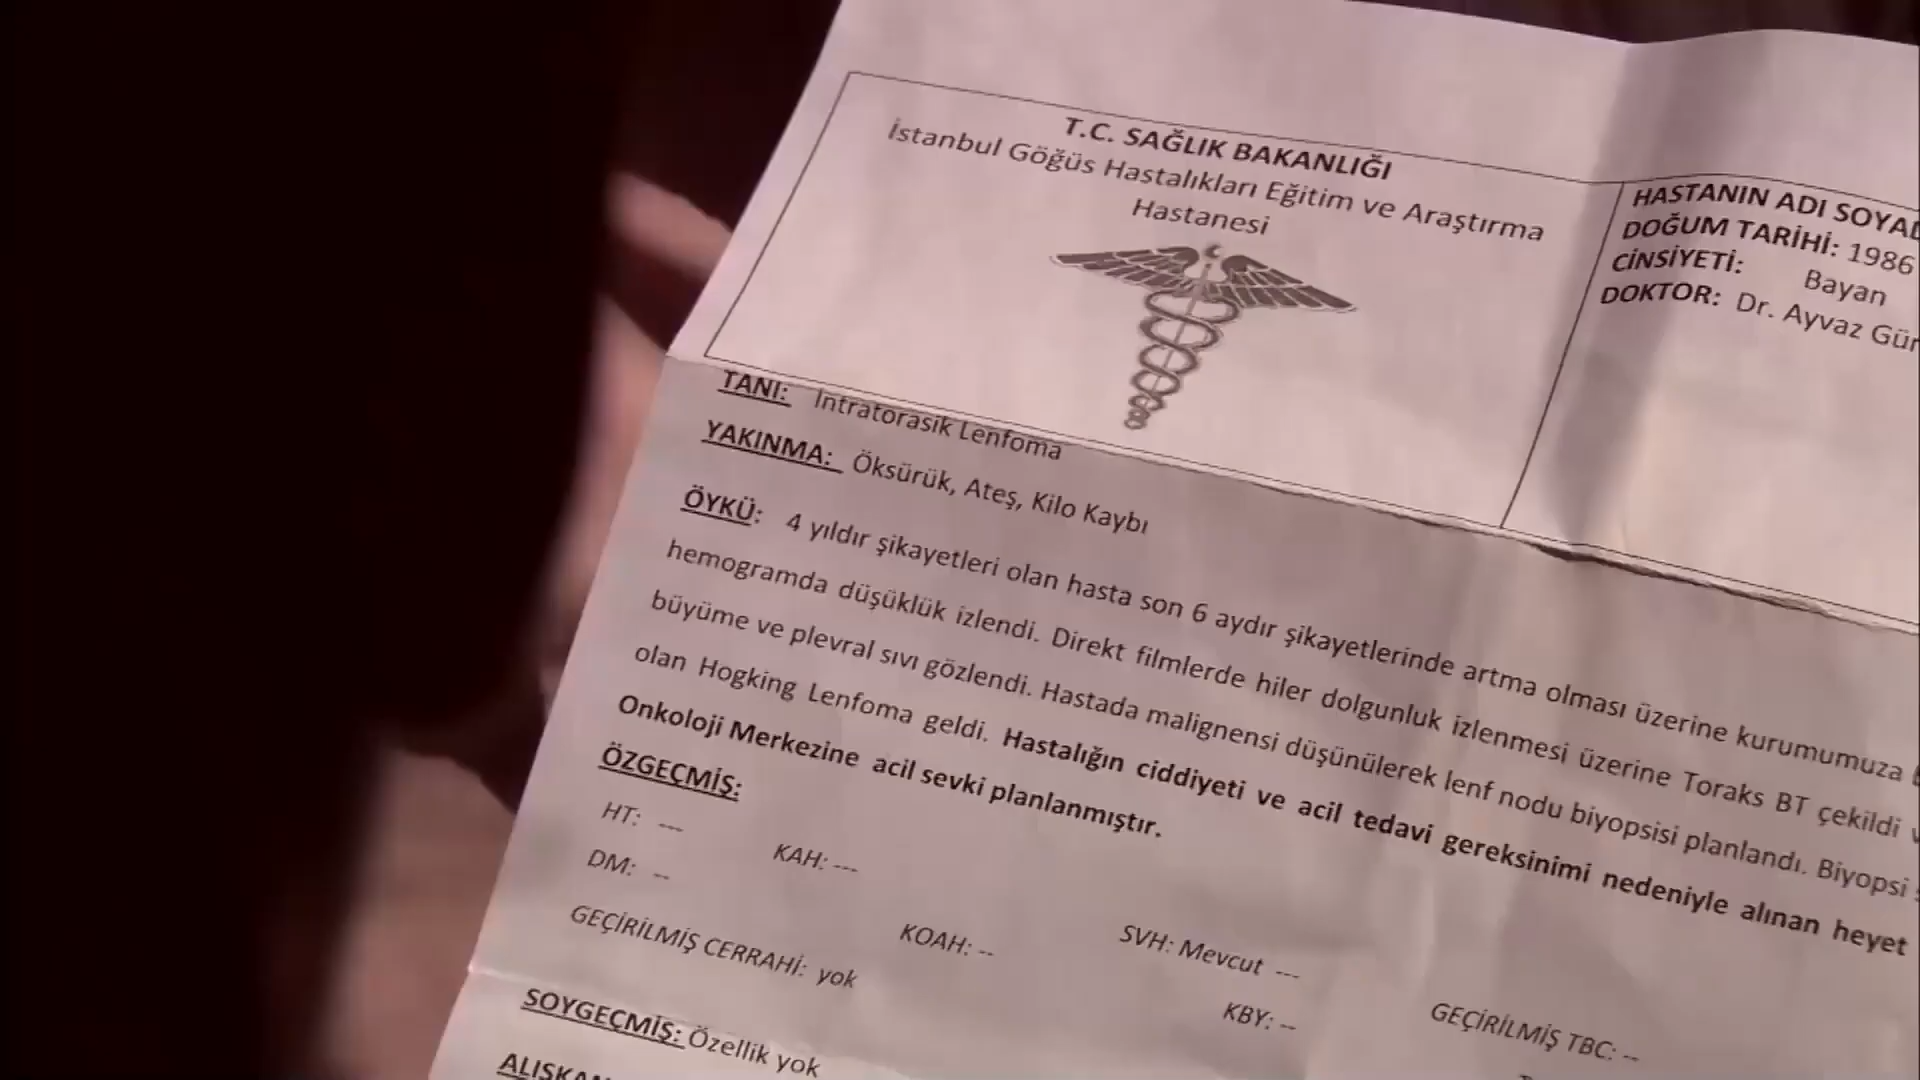 T.C. SAĞLIK BAKANLIĞI
İstanbul Göğüs Hastalıkları Eğitim ve Araştırma
Hastanesi
HASTANIN ADI
DOĞUM TARİHİ: 1986
CİNSİYETİ: Bayan
DOKTOR: Dr. Ayvaz
TANI: İntratorasik Lenfoma
YAKINMA: Öksürük, Ateş, Kilo Kaybı
ÖYKÜ: 4 yıldır şikayetleri olan hasta son 6 aydır şikayetlerinde artma olması üzerine kurumumuza
hemogramda düşüklük izlendi. Direkt filmlerde hiler dolgunluk izlenmesi üzerine Toraks BT çekildi
büyüme ve plevral sıvı gözlendi. Hastada malignensi düşünülerek lenf nodu biyopsisi planlandı. Biyopsi
olan Hogking Lenfoma geldi. Hastalığın ciddiyeti ve acil tedavi gereksinimi nedeniyle alınan heyet
Onkoloji Merkezine acil sevki planlanmıştır.
ÖZGEÇMİŞ:
HT: --- KAH: --- SVH: Mevcut --- GEÇİRİLMİŞ TBC: --
DM: -- KOAH: -- KBY: --
GEÇİRİLMİŞ CERRAHİ: yok
SOYGEÇMİŞ: Özellik yok